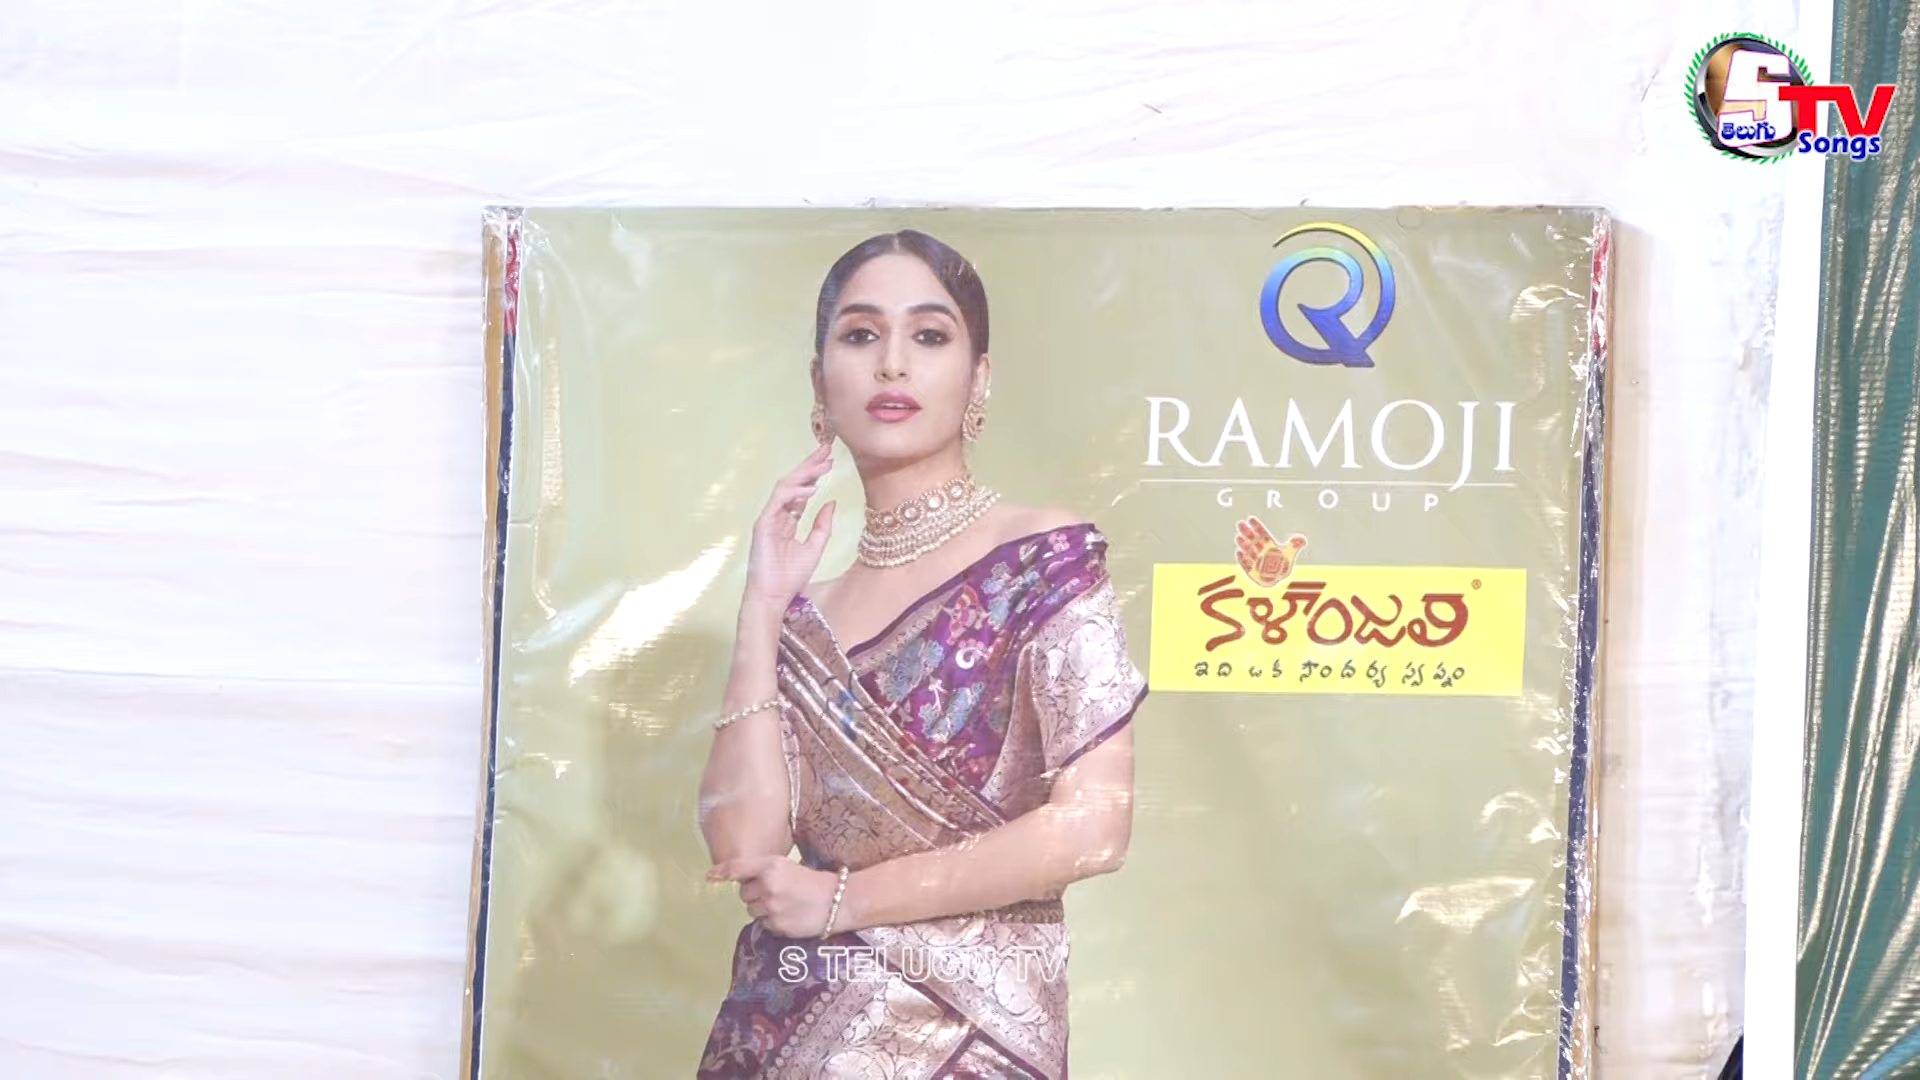 S TV
తెలుగు
Songs
RAMOJI
GROUP
కళాంజలి®
ఇది ఒక సౌందర్య స్వప్నం
S TELUGU TV